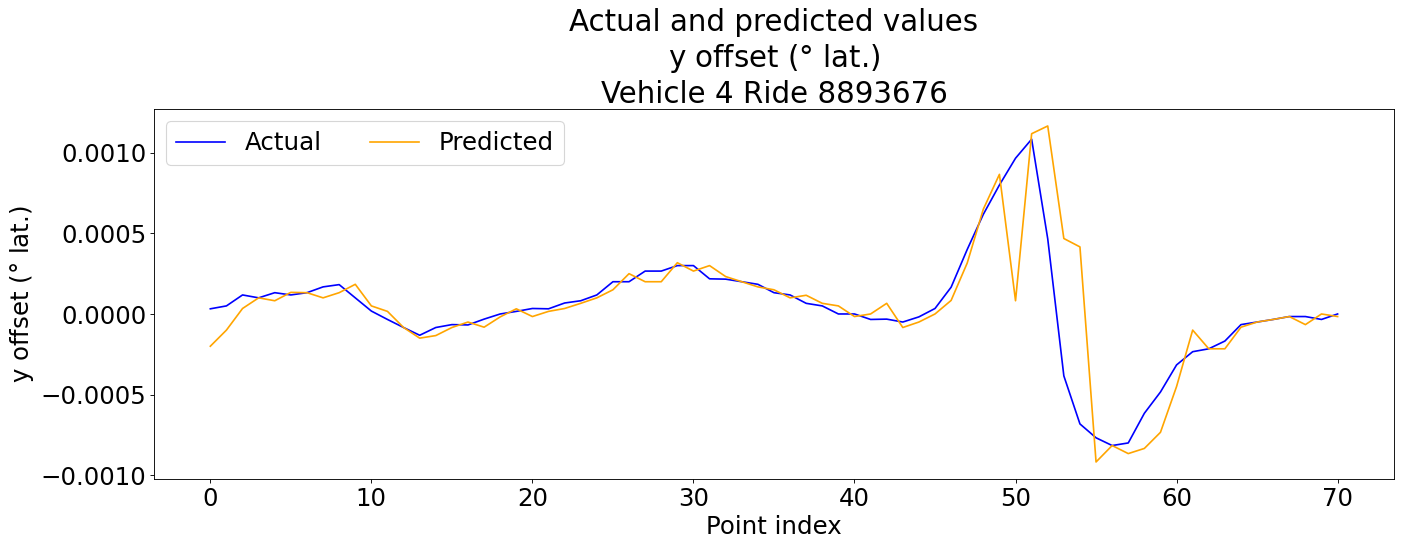 Actual and predicted values
y offset (° lat.)
Vehicle 4 Ride 8893676
Actual
Predicted
y offset (° lat.)
0.0010
0.0005
0.0000
−0.0005
−0.0010
0 10 20 30 40 50 60 70
Point index